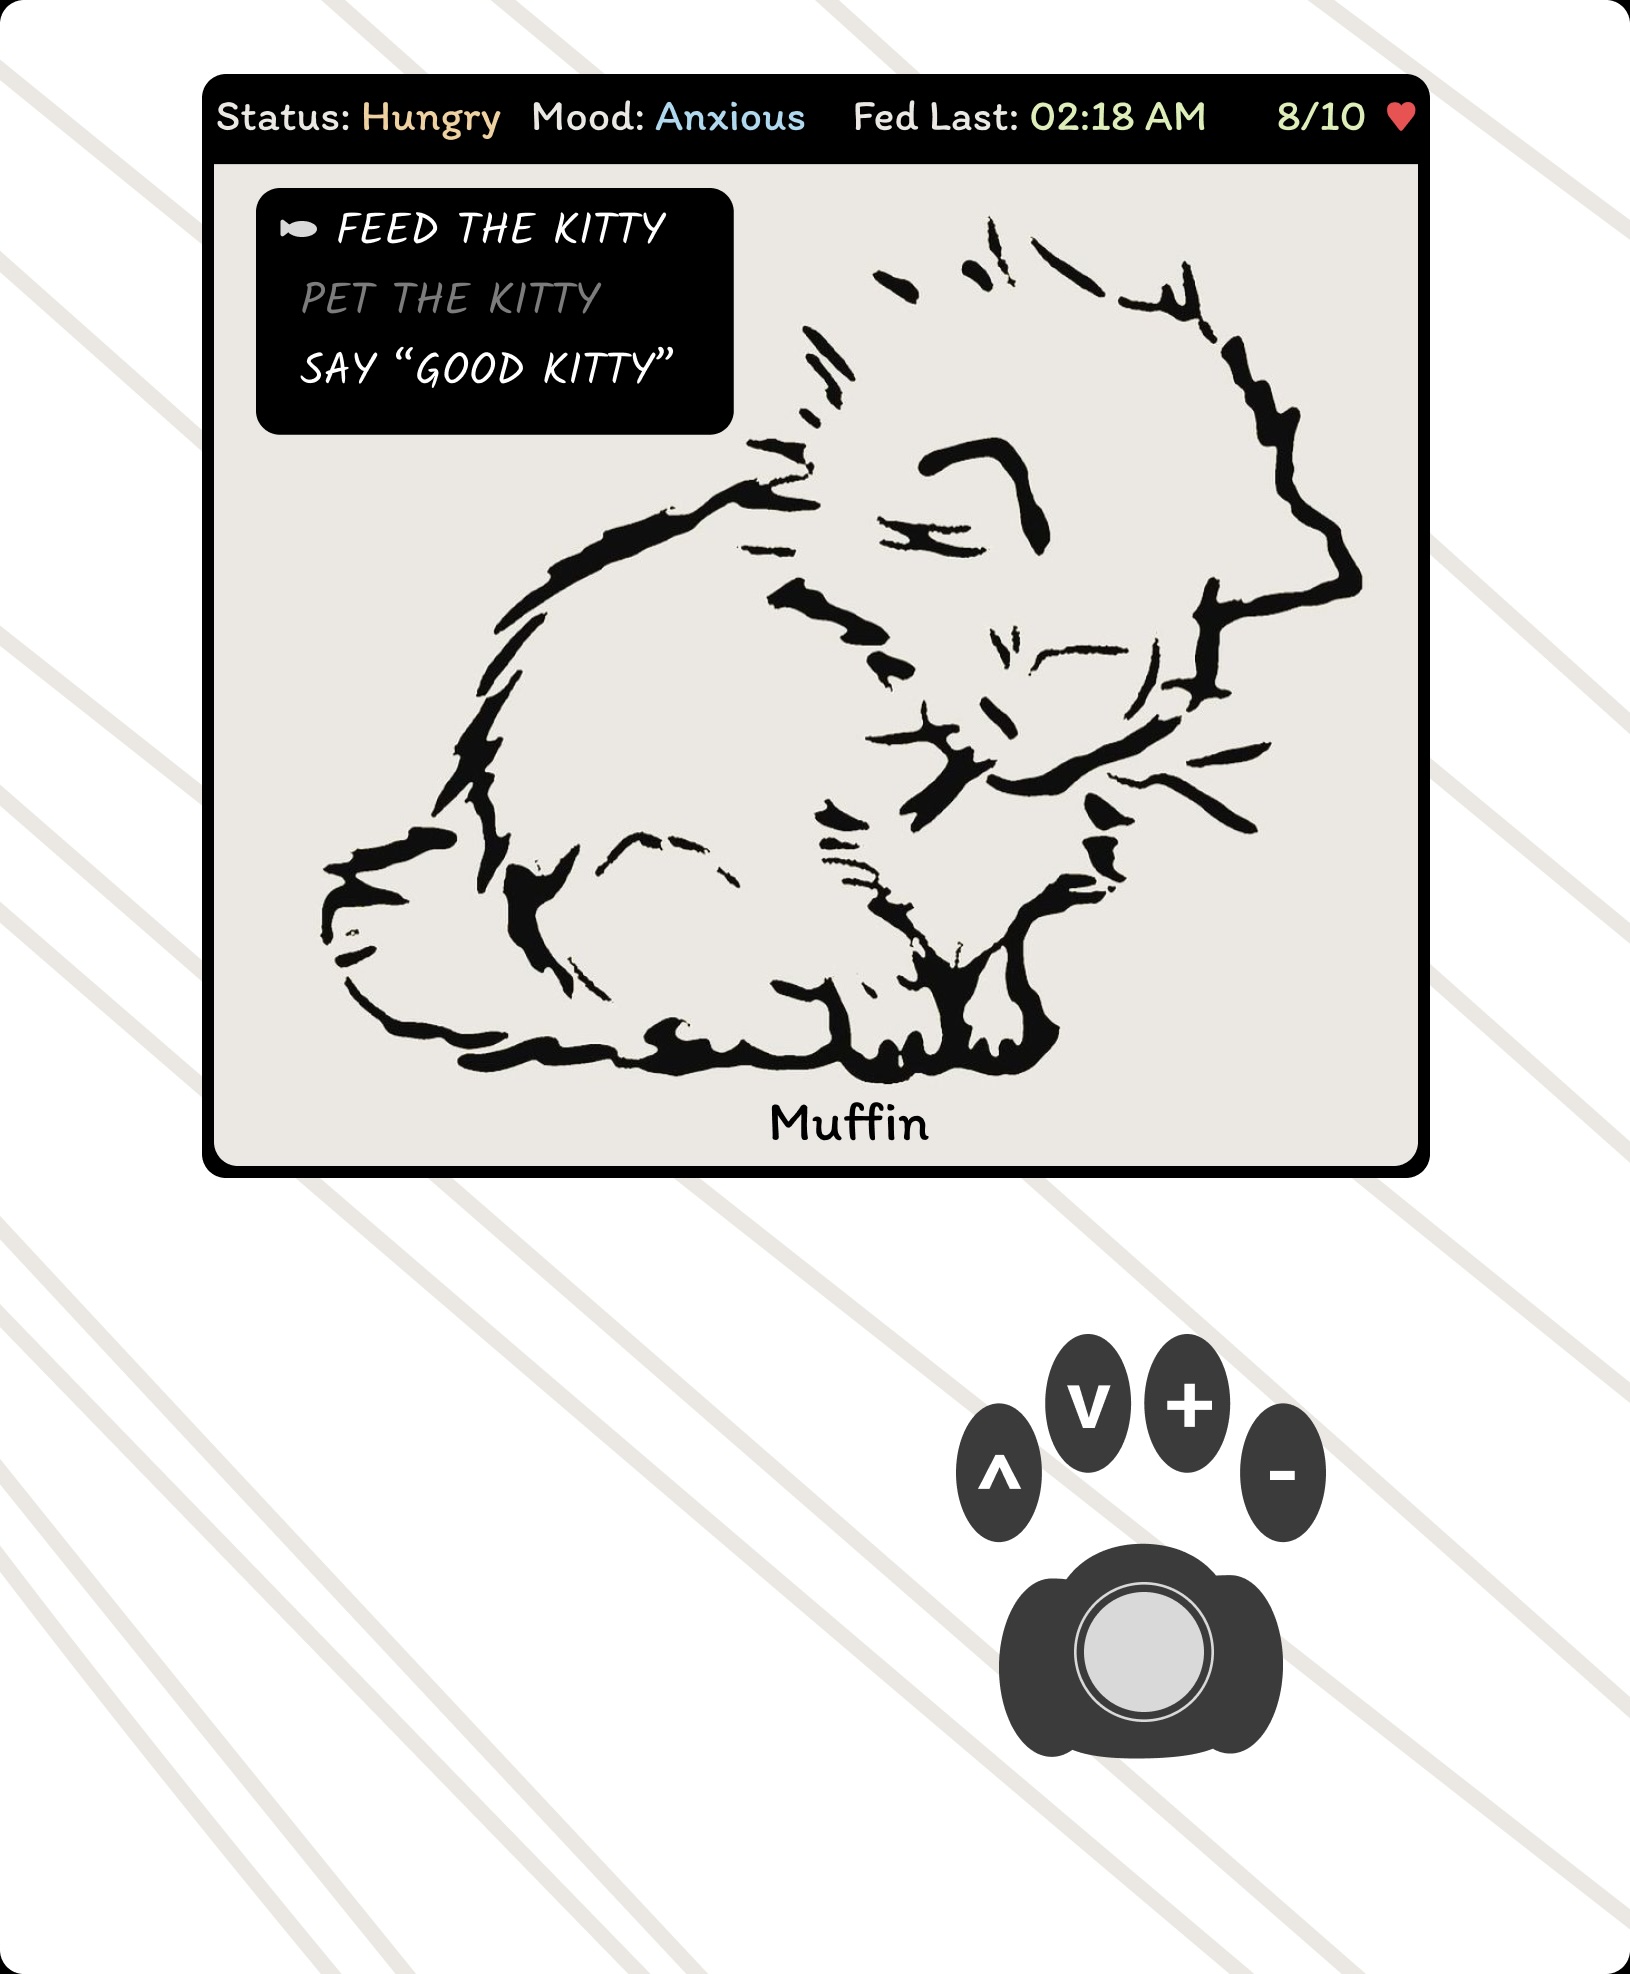 Status: Hungry Mood: Anxious Fed Last: 02:18 AM 8/10 ♥
FEED THE KITTY
PET THE KITTY
SAY “GOOD KITTY”
Muffin
^ v + -